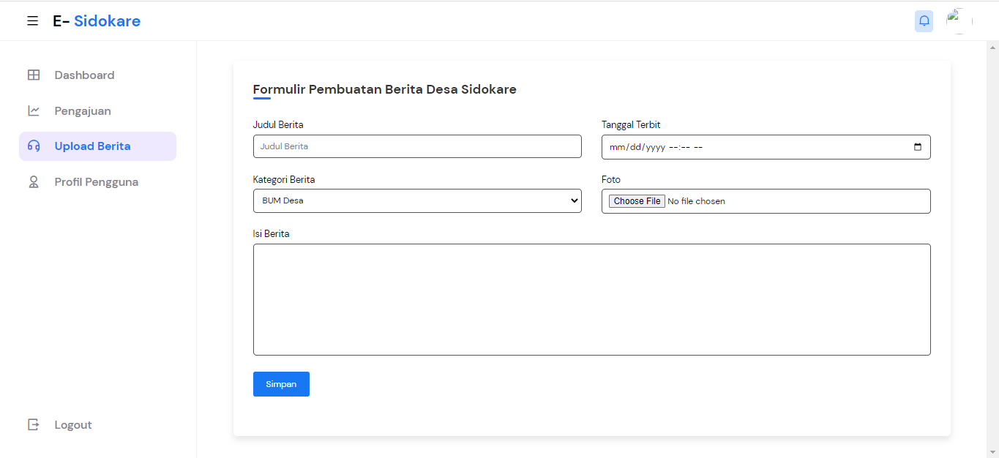 E- Sidokare
Dashboard
Pengajuan
Upload Berita
Profil Pengguna
Logout
Formulir Pembuatan Berita Desa Sidokare
Judul Berita
Judul Berita
Tanggal Terbit
mm/dd/yyyy --:-- --
Kategori Berita
BUM Desa
Foto
Choose File No file chosen
Isi Berita
Simpan